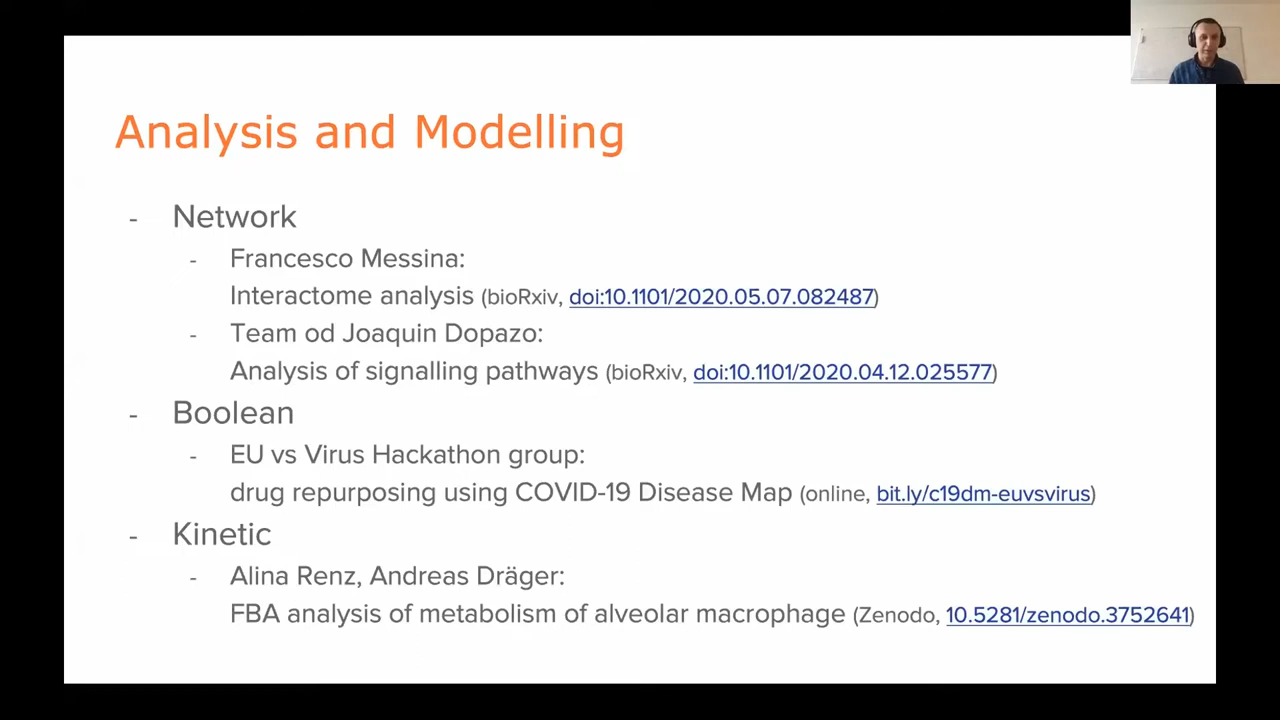 Analysis and Modelling
- Network
- Francesco Messina:
Interactome analysis (bioRxiv, doi:10.1101/2020.05.07.082487)
- Team od Joaquin Dopazo:
Analysis of signalling pathways (bioRxiv, doi:10.1101/2020.04.12.025577)
- Boolean
- EU vs Virus Hackathon group:
drug repurposing using COVID-19 Disease Map (online, bit.ly/c19dm-euvsvirus)
- Kinetic
- Alina Renz, Andreas Dräger:
FBA analysis of metabolism of alveolar macrophage (Zenodo, 10.5281/zenodo.3752641)